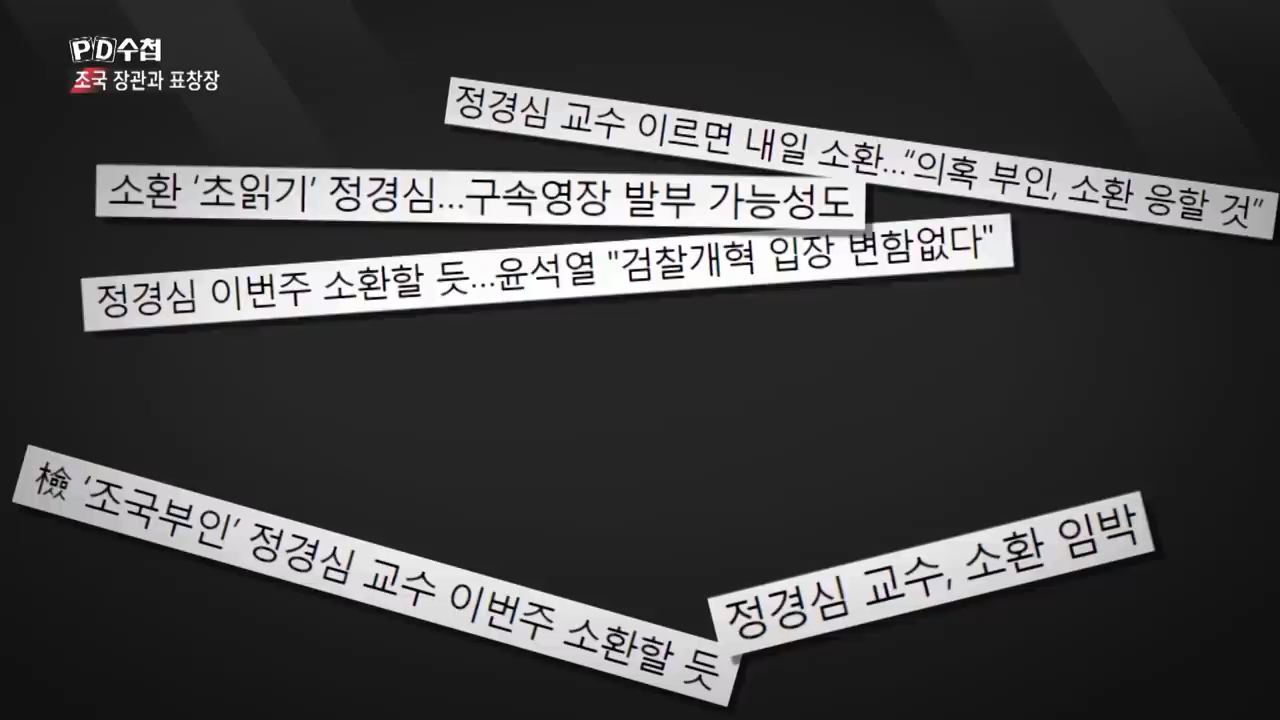 PD수첩
조국 장관과 표창장
정경심 교수 이르면 내일 소환..."의혹 부인, 소환 응할 것"
소환 '초읽기' 정경심...구속영장 발부 가능성도
정경심 이번주 소환할 듯...윤석열 "검찰개혁 입장 변함없다"
檢 '조국부인' 정경심 교수 이번주 소환할 듯
정경심 교수, 소환 임박